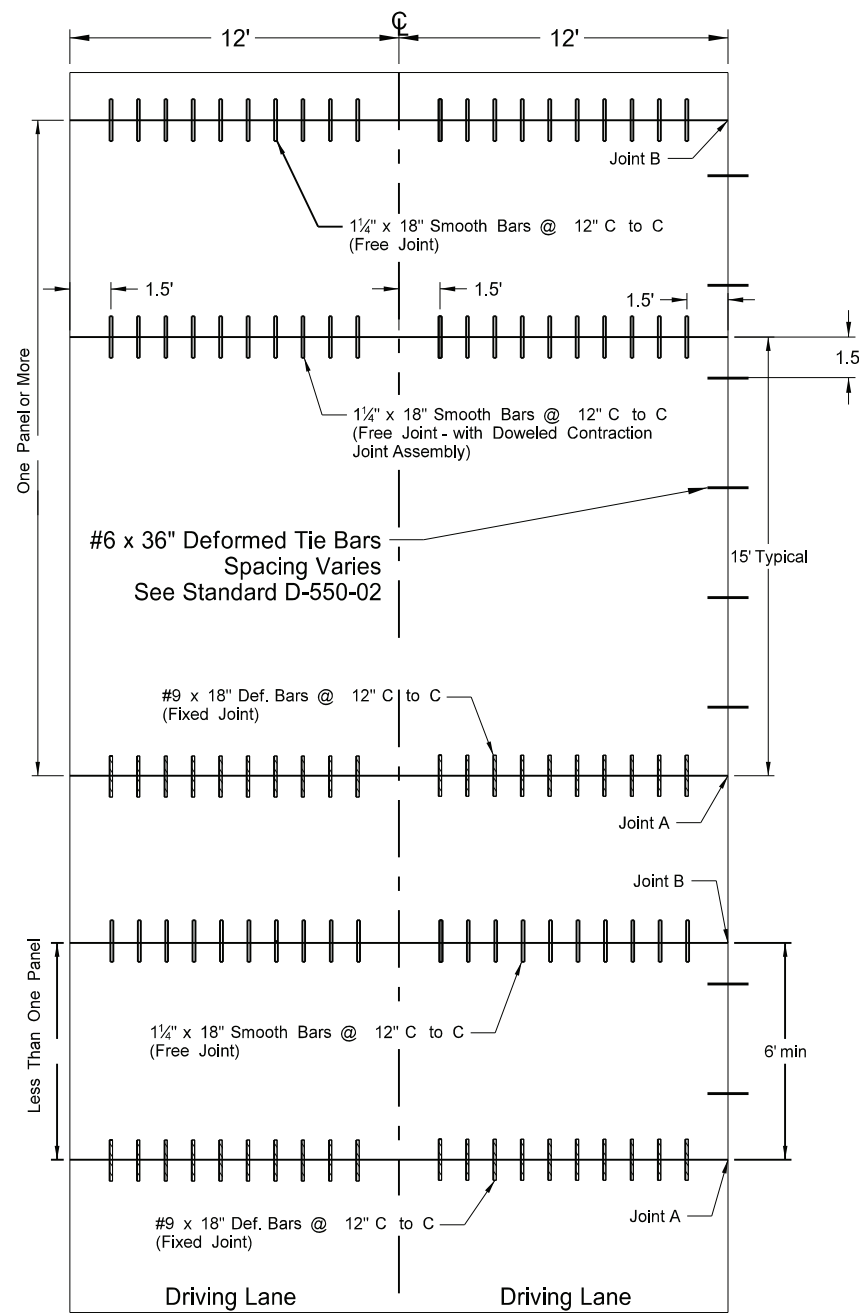 ℄
12'
12'
Joint B
1¼" x 18" Smooth Bars @ 12" C to C
(Free Joint)
1.5'
1.5'
1.5'
1.5
One Panel or More
1¼" x 18" Smooth Bars @ 12" C to C
(Free Joint - with Doweled Contraction
Joint Assembly)
#6 x 36" Deformed Tie Bars
Spacing Varies
See Standard D-550-02
15' Typical
#9 x 18" Def. Bars @ 12" C to C
(Fixed Joint)
Joint A
Joint B
Less Than One Panel
1¼" x 18" Smooth Bars @ 12" C to C
(Free Joint)
6' min
#9 x 18" Def. Bars @ 12" C to C
(Fixed Joint)
Joint A
Driving Lane
Driving Lane